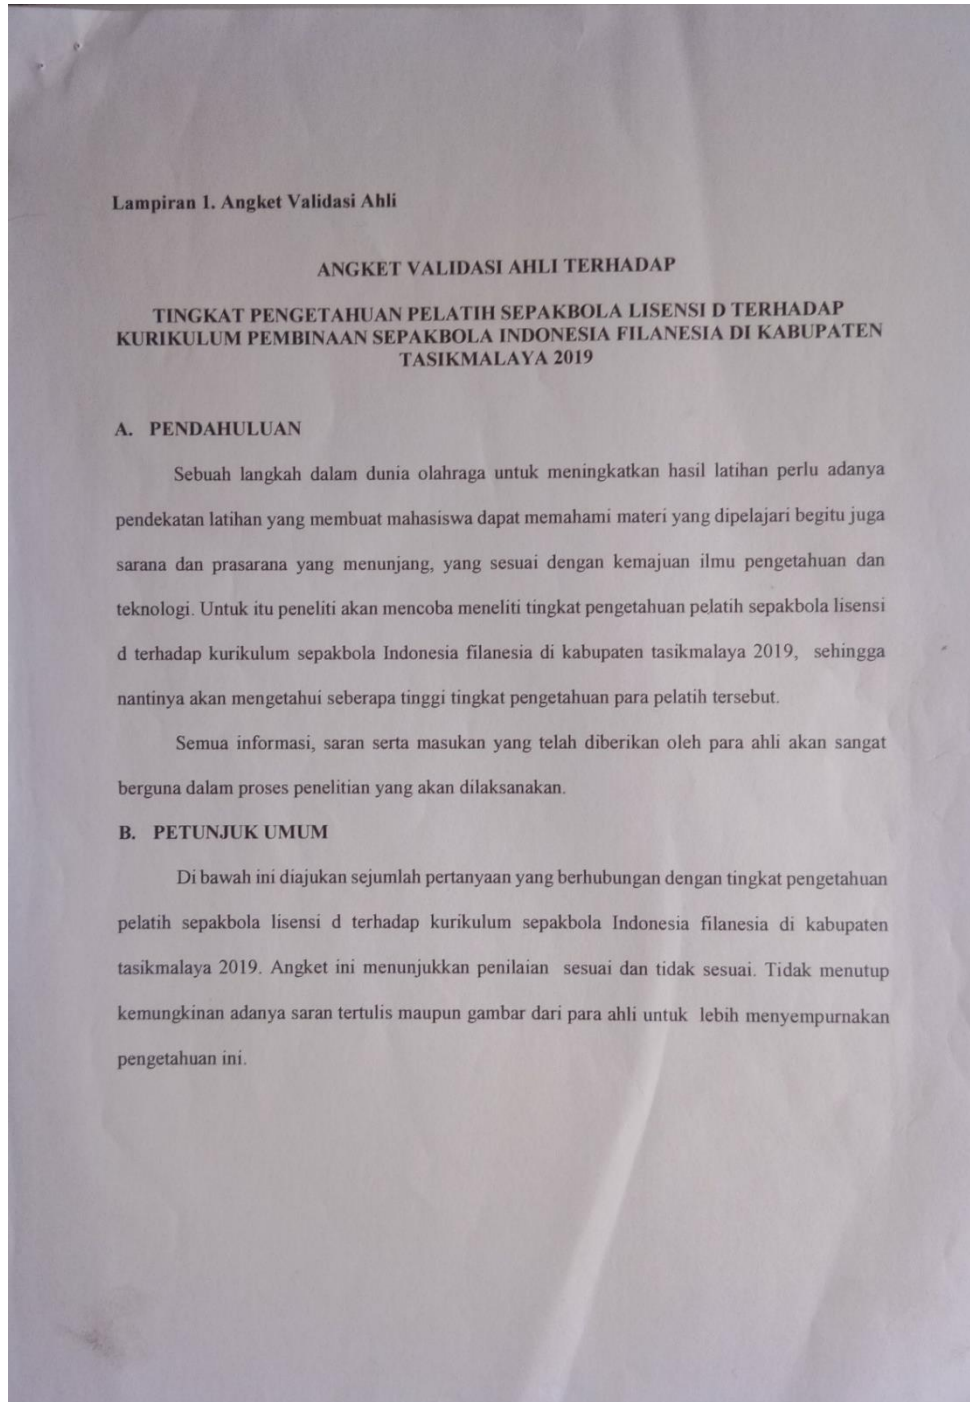 Lampiran 1. Angket Validasi Ahli
ANGKET VALIDASI AHLI TERHADAP
TINGKAT PENGETAHUAN PELATIH SEPAKBOLA LISENSI D TERHADAP
KURIKULUM PEMBINAAN SEPAKBOLA INDONESIA FILANESIA DI KABUPATEN
TASIKMALAYA 2019
A. PENDAHULUAN
Sebuah langkah dalam dunia olahraga untuk meningkatkan hasil latihan perlu adanya
pendekatan latihan yang membuat mahasiswa dapat memahami materi yang dipelajari begitu juga
sarana dan prasarana yang menunjang, yang sesuai dengan kemajuan ilmu pengetahuan dan
teknologi. Untuk itu peneliti akan mencoba meneliti tingkat pengetahuan pelatih sepakbola lisensi
d terhadap kurikulum sepakbola Indonesia filanesia di kabupaten tasikmalaya 2019, sehingga
nantinya akan mengetahui seberapa tinggi tingkat pengetahuan para pelatih tersebut.
Semua informasi, saran serta masukan yang telah diberikan oleh para ahli akan sangat
berguna dalam proses penelitian yang akan dilaksanakan.
B. PETUNJUK UMUM
Di bawah ini diajukan sejumlah pertanyaan yang berhubungan dengan tingkat pengetahuan
pelatih sepakbola lisensi d terhadap kurikulum sepakbola Indonesia filanesia di kabupaten
tasikmalaya 2019. Angket ini menunjukkan penilaian sesuai dan tidak sesuai. Tidak menutup
kemungkinan adanya saran tertulis maupun gambar dari para ahli untuk lebih menyempurnakan
pengetahuan ini.